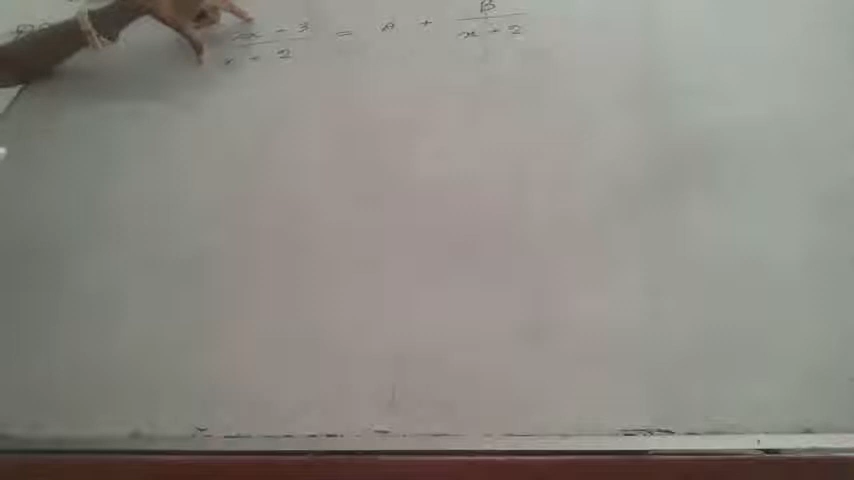 x + 3 / x + 2 = A + B / x + 2